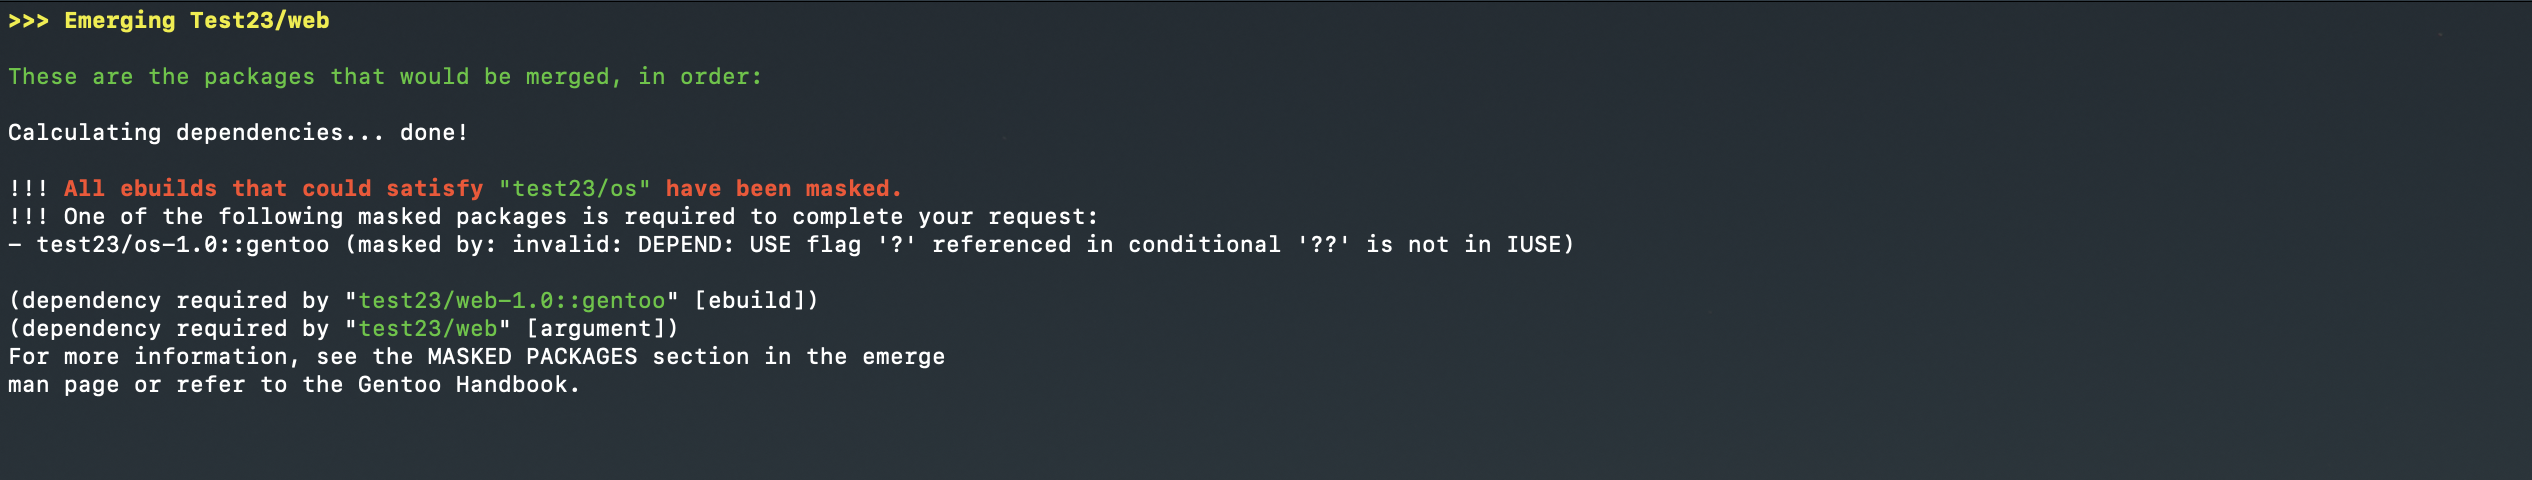 >>> Emerging Test23/web
These are the packages that would be merged, in order:
Calculating dependencies... done!
!!! All ebuilds that could satisfy "test23/os" have been masked.
!!! One of the following masked packages is required to complete your request:
- test23/os-1.0::gentoo (masked by: invalid: DEPEND: USE flag '?' referenced in conditional '??' is not in IUSE)
(dependency required by "test23/web-1.0::gentoo" [ebuild])
(dependency required by "test23/web" [argument])
For more information, see the MASKED PACKAGES section in the emerge
man page or refer to the Gentoo Handbook.